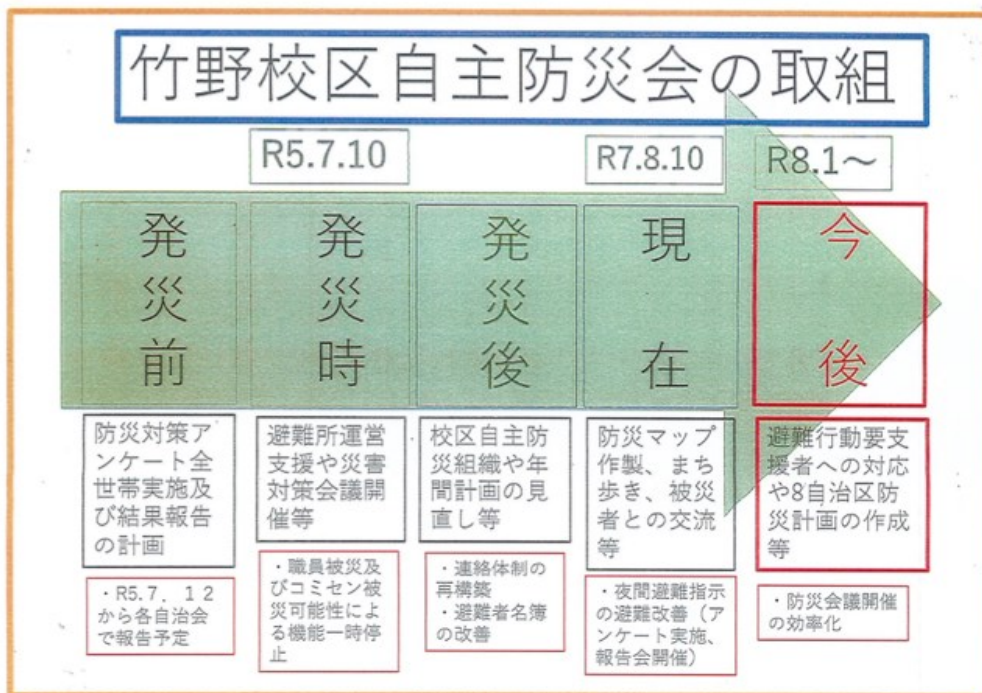 竹野校区自主防災会の取組
R5.7.10
R7.8.10
R8.1～
発災前
発災時
発災後
現在
今後
防災対策ア
ンケート全
世帯実施及
び結果報告
の計画
避難所運営
支援や災害
対策会議開
催等
校区自主防
災組織や年
間計画の見
直し等
防災マップ
作製、まち
歩き、被災
者との交流
等
避難行動要支
援者への対応
や8自治区防
災計画の作成
等
・R5.7.12
から各自治会
で報告予定
・職員被災及
びコミセン被
災可能性によ
る機能一時停
止
・連絡体制の
再構築
・避難者名簿
の改善
・夜間避難指示
の避難改善（ア
ンケート実施、
報告会開催）
・防災会議開催
の効率化